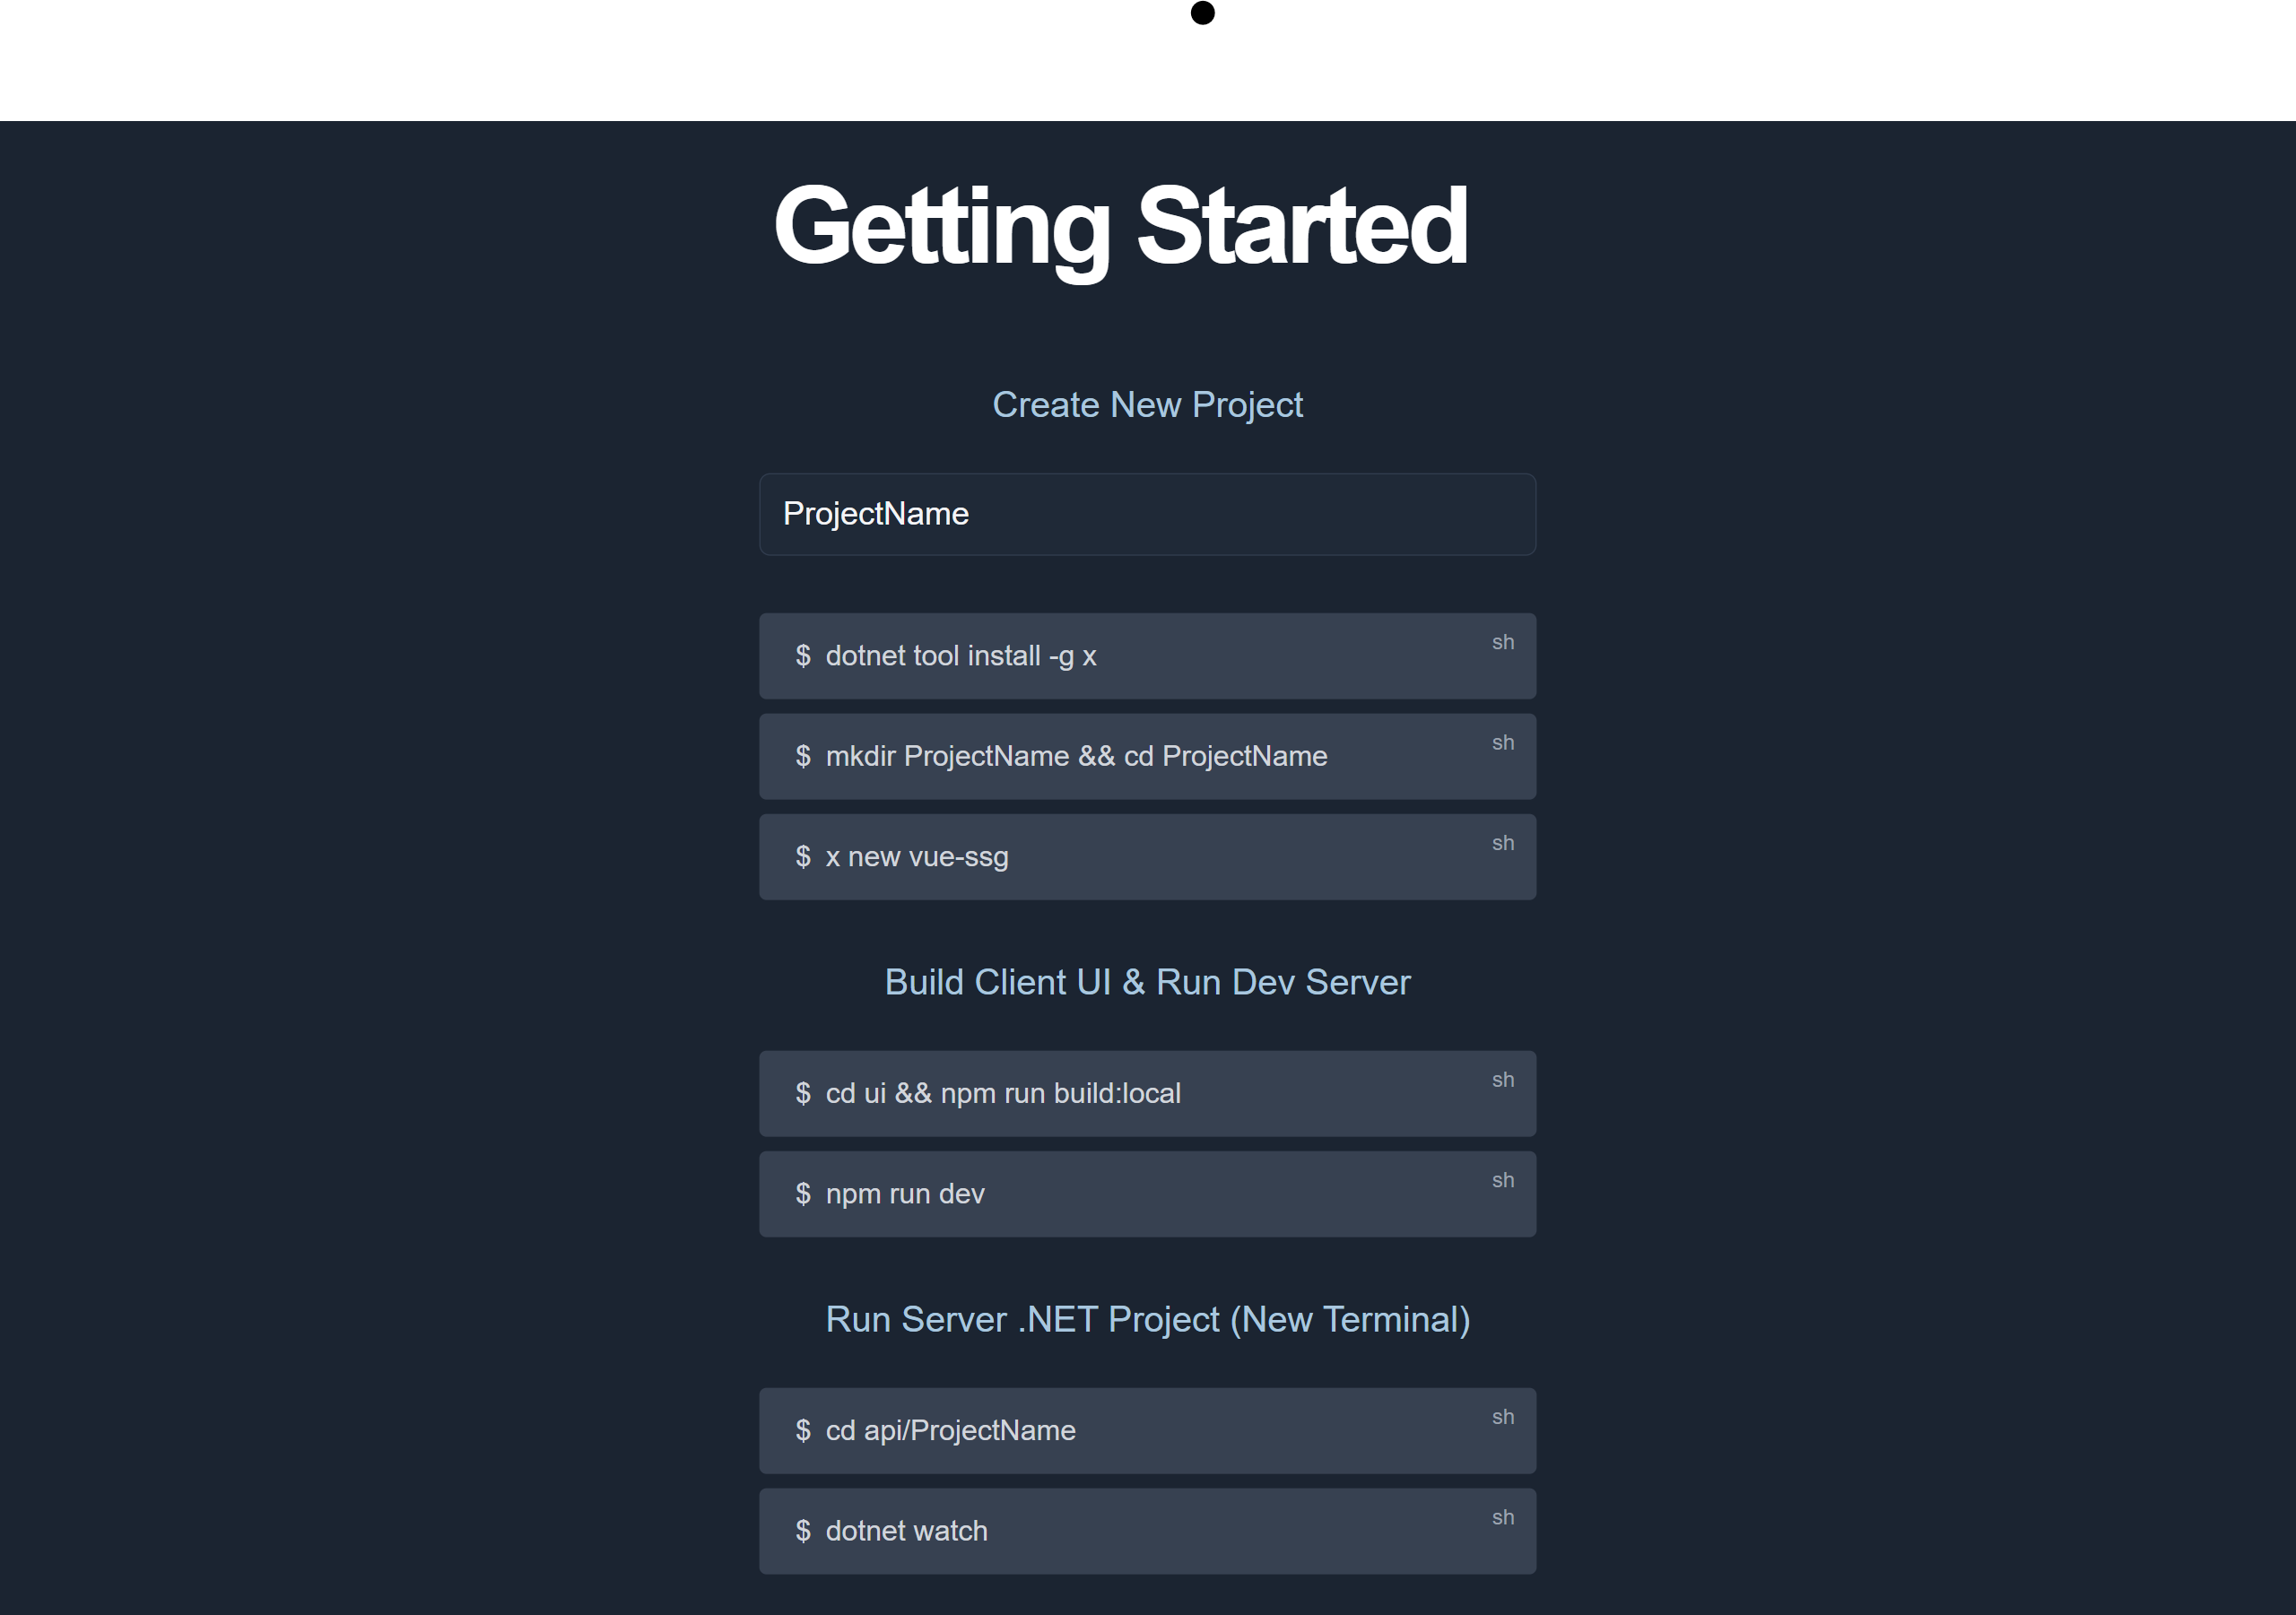 Getting Started
Create New Project
ProjectName
$ dotnet tool install -g x
sh
$ mkdir ProjectName && cd ProjectName
sh
$ x new vue-ssg
sh
Build Client UI & Run Dev Server
$ cd ui && npm run build:local
sh
$ npm run dev
sh
Run Server .NET Project (New Terminal)
$ cd api/ProjectName
sh
$ dotnet watch
sh